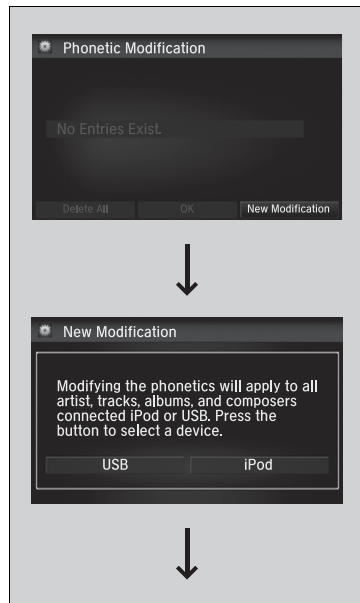 Phonetic Modification
No Entries Exist.
Delete All OK New Modification
New Modification
Modifying the phonetics will apply to all
artist, tracks, albums, and composers
connected iPod or USB. Press the
button to select a device.
USB iPod